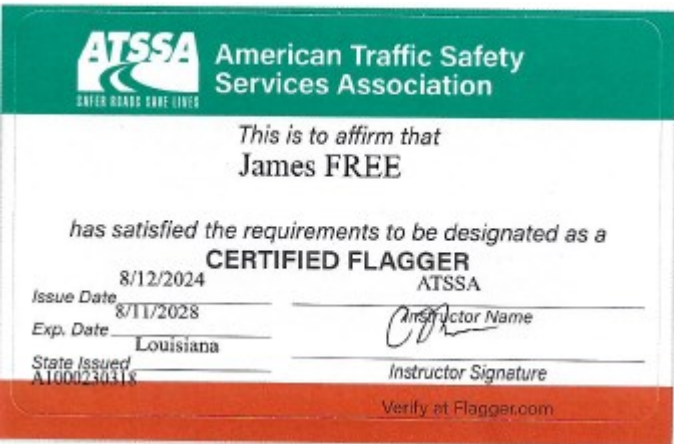 ATSSA
SAFER ROADS SAVE LIVES
American Traffic Safety
Services Association
This is to affirm that
James FREE
has satisfied the requirements to be designated as a
CERTIFIED FLAGGER
8/12/2024
Issue Date
ATSSA
Instructor Name
8/11/2028
Exp. Date
Louisiana
State Issued
Instructor Signature
A1000230318
Verify at Flagger.com